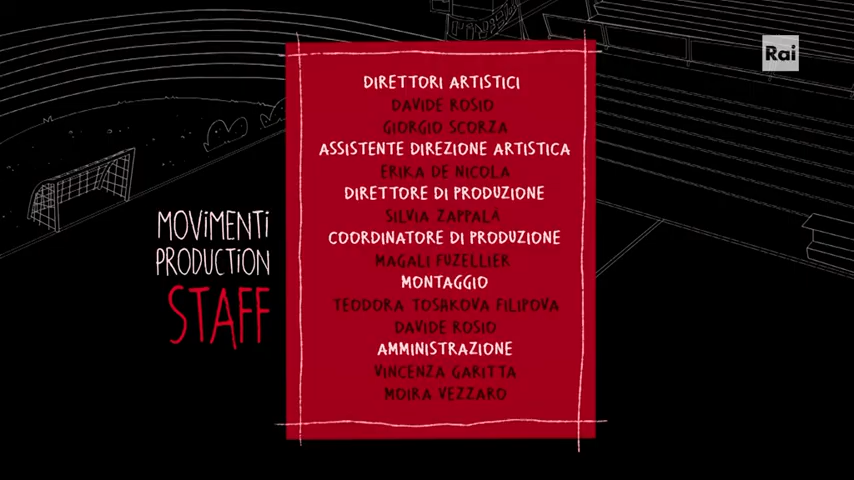 Rai
DIRETTORI ARTISTICI
DAVIDE ROSIO
GIORGIO SCORZA
ASSISTENTE DIREZIONE ARTISTICA
ERIKA DE NICOLA
DIRETTORE DI PRODUZIONE
SILVIA ZAPPALÀ
COORDINATORE DI PRODUZIONE
MAGALI FUZELLIER
MONTAGGIO
TEODORA TOSAKOVA FILIPOVA
DAVIDE ROSIO
AMMINISTRAZIONE
VINCENZA GARITTA
MOIRA VEZZARO
MOViMENTi
PRODUCTiON
STAFF